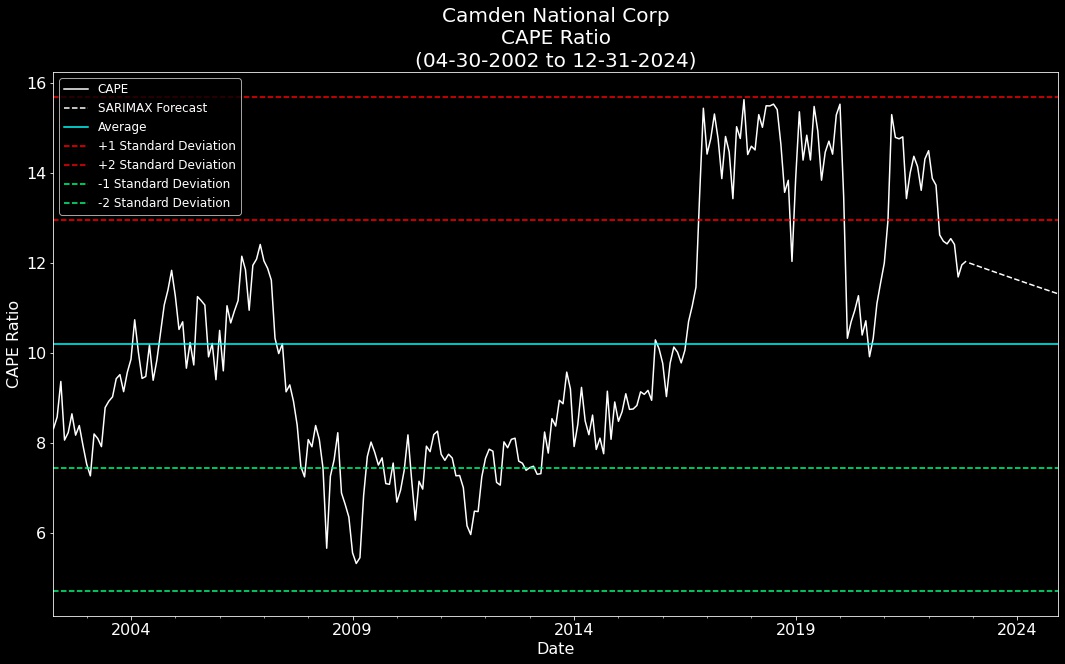 Camden National Corp
CAPE Ratio
(04-30-2002 to 12-31-2024)
CAPE
SARIMAX Forecast
Average
+1 Standard Deviation
+2 Standard Deviation
-1 Standard Deviation
-2 Standard Deviation
16
14
12
10
8
6
CAPE Ratio
2004
2009
2014
2019
2024
Date